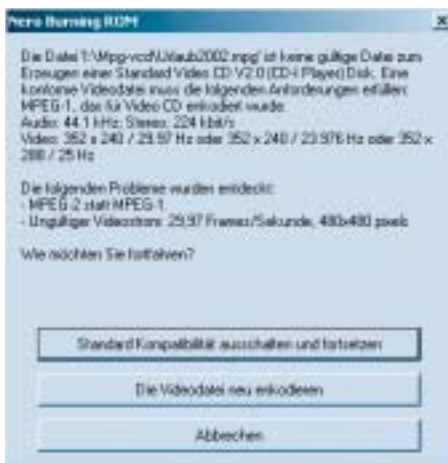 Nero Burning ROM
Die Datei 'I:\Mpg-vcd\Urlaub2002.mpg' ist keine gültige Datei zum
Erzeugen einer Standard Video CD V2.0 (CD-i Player) Disk. Eine
konforme Videodatei muss die folgenden Anforderungen erfüllen:
MPEG-1, das für Video CD enkodiert wurde.
Audio: 44.1 kHz; Stereo; 224 kbit/s
Video: 352 x 240 / 29.97 Hz oder 352 x 240 / 23.976 Hz oder 352 x
288 / 25 Hz
Die folgenden Probleme wurden entdeckt:
- MPEG-2 statt MPEG-1
- Ungültiger Videostrom: 29,97 Frames/Sekunde, 480x480 pixels
Wie möchten Sie fortfahren?
Standard Kompatibilität ausschalten und fortsetzen
Die Videodatei neu enkodieren
Abbrechen